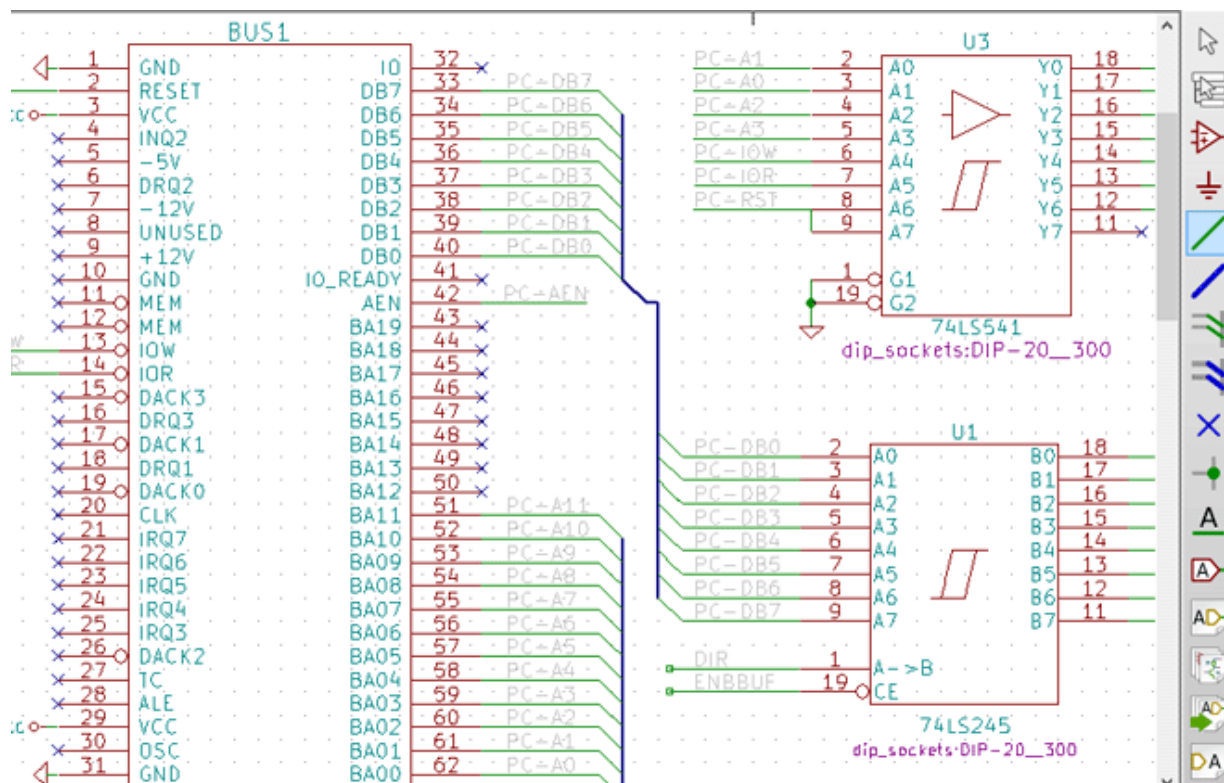 BUS1
1 GND IO 32
2 RESET DB7 33 PC-DB7
3 VCC DB6 34 PC-DB6
4 INQ2 DB5 35 PC-DB5
5 -5V DB4 36 PC-DB4
6 DRQ2 DB3 37 PC-DB3
7 -12V DB2 38 PC-DB2
8 UNUSED DB1 39 PC-DB1
9 +12V DB0 40 PC-DB0
10 GND IO_READY 41
11 MEM AEN 42 PC-AEN
12 MEM BA19 43
13 IOW BA18 44
14 IOR BA17 45
15 DACK3 BA16 46
16 DRQ3 BA15 47
17 DACK1 BA14 48
18 DRQ1 BA13 49
19 DACK0 BA12 50
20 CLK BA11 51 PC-A11
21 IRQ7 BA10 52 PC-A10
22 IRQ6 BA09 53 PC-A9
23 IRQ5 BA08 54 PC-A8
24 IRQ4 BA07 55 PC-A7
25 IRQ3 BA06 56 PC-A6
26 DACK2 BA05 57 PC-A5
27 TC BA04 58 PC-A4
28 ALE BA03 59 PC-A3
29 VCC BA02 60 PC-A2
30 OSC BA01 61 PC-A1
31 GND BA00 62 PC-A0
U3
PC-A1 2 A0 Y0 18
PC-A0 3 A1 Y1 17
PC-A2 4 A2 Y2 16
PC-A3 5 A3 Y3 15
PC-IOW 6 A4 Y4 14
PC-IOR 7 A5 Y5 13
PC-RST 8 A6 Y6 12
9 A7 Y7 11
1 G1
19 G2
74LS541
dip_sockets:DIP-20__300
U1
PC-DB0 2 A0 B0 18
PC-DB1 3 A1 B1 17
PC-DB2 4 A2 B2 16
PC-DB3 5 A3 B3 15
PC-DB4 6 A4 B4 14
PC-DB5 7 A5 B5 13
PC-DB6 8 A6 B6 12
PC-DB7 9 A7 B7 11
DIR 1 A->B
ENBBUF 19 CE
74LS245
dip_sockets:DIP-20__300
A
A
AD
AD
DA